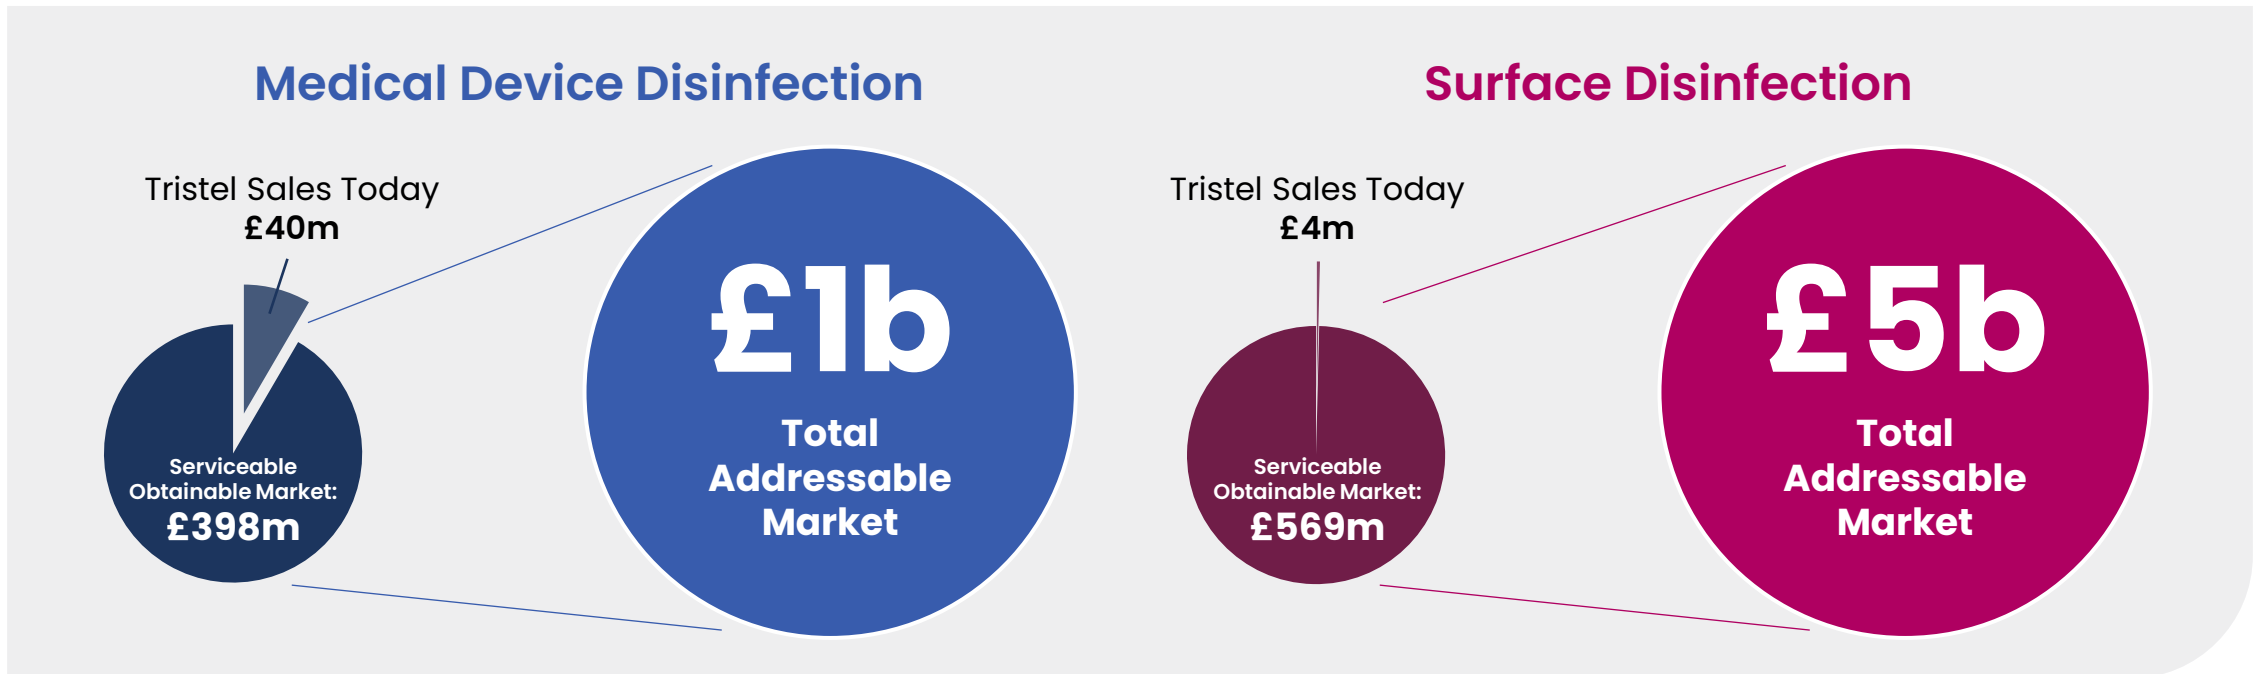 Medical Device Disinfection
Tristel Sales Today
£40m
Serviceable
Obtainable Market:
£398m
£1b
Total
Addressable
Market
Surface Disinfection
Tristel Sales Today
£4m
Serviceable
Obtainable Market:
£569m
£5b
Total
Addressable
Market